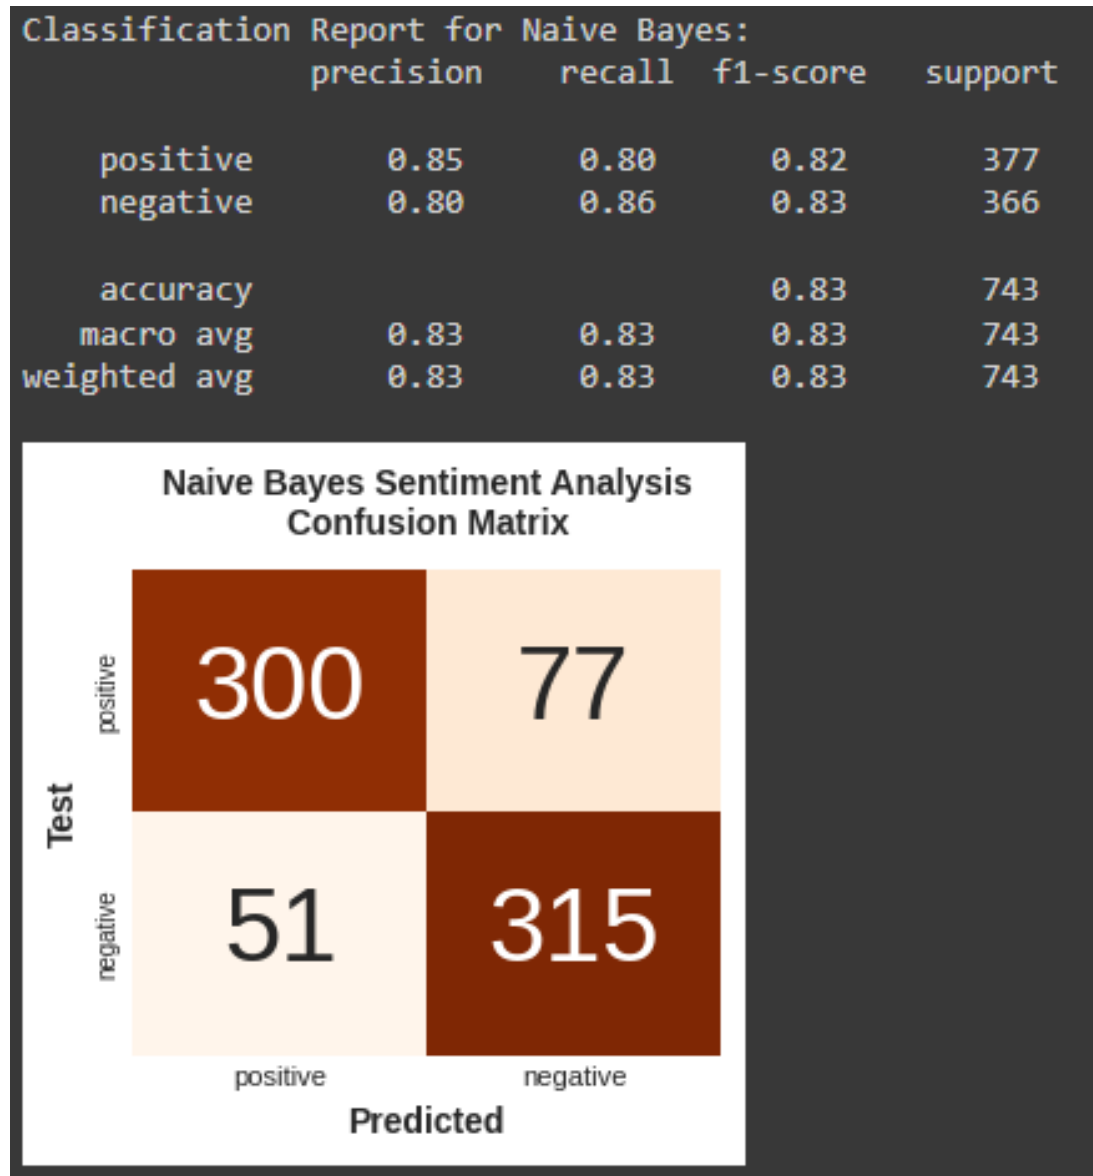 Classification Report for Naive Bayes:
precision recall f1-score support
positive 0.85 0.80 0.82 377
negative 0.80 0.86 0.83 366
accuracy 0.83 743
macro avg 0.83 0.83 0.83 743
weighted avg 0.83 0.83 0.83 743
Naive Bayes Sentiment Analysis
Confusion Matrix
Test
positive
300 77
negative
51 315
positive negative
Predicted